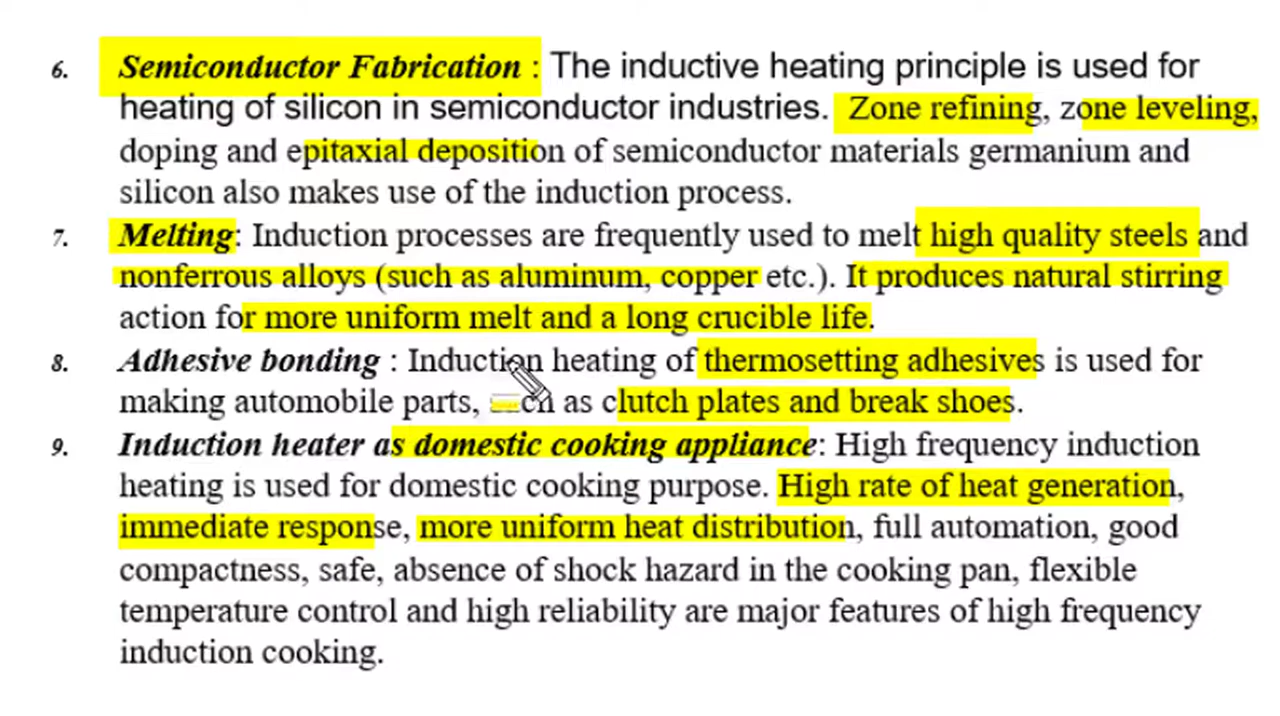 6. Semiconductor Fabrication : The inductive heating principle is used for
heating of silicon in semiconductor industries. Zone refining, zone leveling,
doping and epitaxial deposition of semiconductor materials germanium and
silicon also makes use of the induction process.
7. Melting: Induction processes are frequently used to melt high quality steels and
nonferrous alloys (such as aluminum, copper etc.). It produces natural stirring
action for more uniform melt and a long crucible life.
8. Adhesive bonding : Induction heating of thermosetting adhesives is used for
making automobile parts, as clutch plates and break shoes.
9. Induction heater as domestic cooking appliance: High frequency induction
heating is used for domestic cooking purpose. High rate of heat generation,
immediate response, more uniform heat distribution, full automation, good
compactness, safe, absence of shock hazard in the cooking pan, flexible
temperature control and high reliability are major features of high frequency
induction cooking.